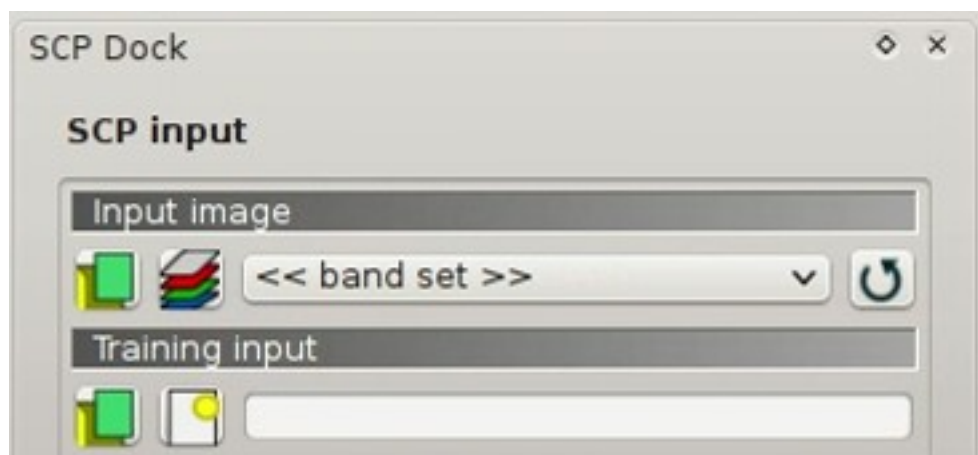 SCP Dock
SCP input
Input image
<< band set >>
Training input